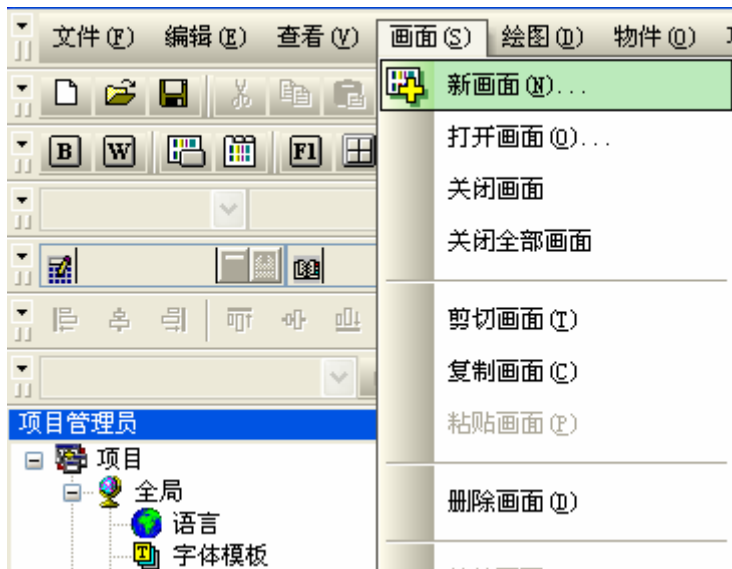 文件(F) 编辑(E) 查看(V) 画面(S) 绘图(D) 物件(O)
新画面(N)...
打开画面(O)...
B W F1
关闭画面
关闭全部画面
剪切画面(T)
复制画面(C)
项目管理员
粘贴画面(P)
项目
全局
删除画面(D)
语言
字体模板